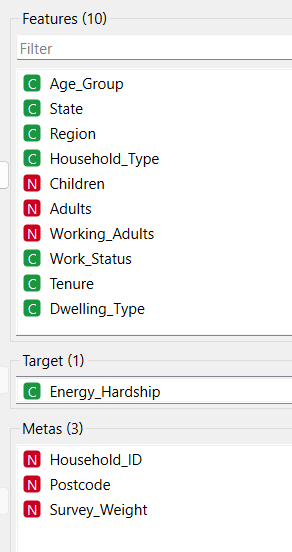 Features (10)
Filter
C Age_Group
C State
C Region
C Household_Type
N Children
N Adults
N Working_Adults
C Work_Status
C Tenure
C Dwelling_Type
Target (1)
C Energy_Hardship
Metas (3)
N Household_ID
N Postcode
N Survey_Weight